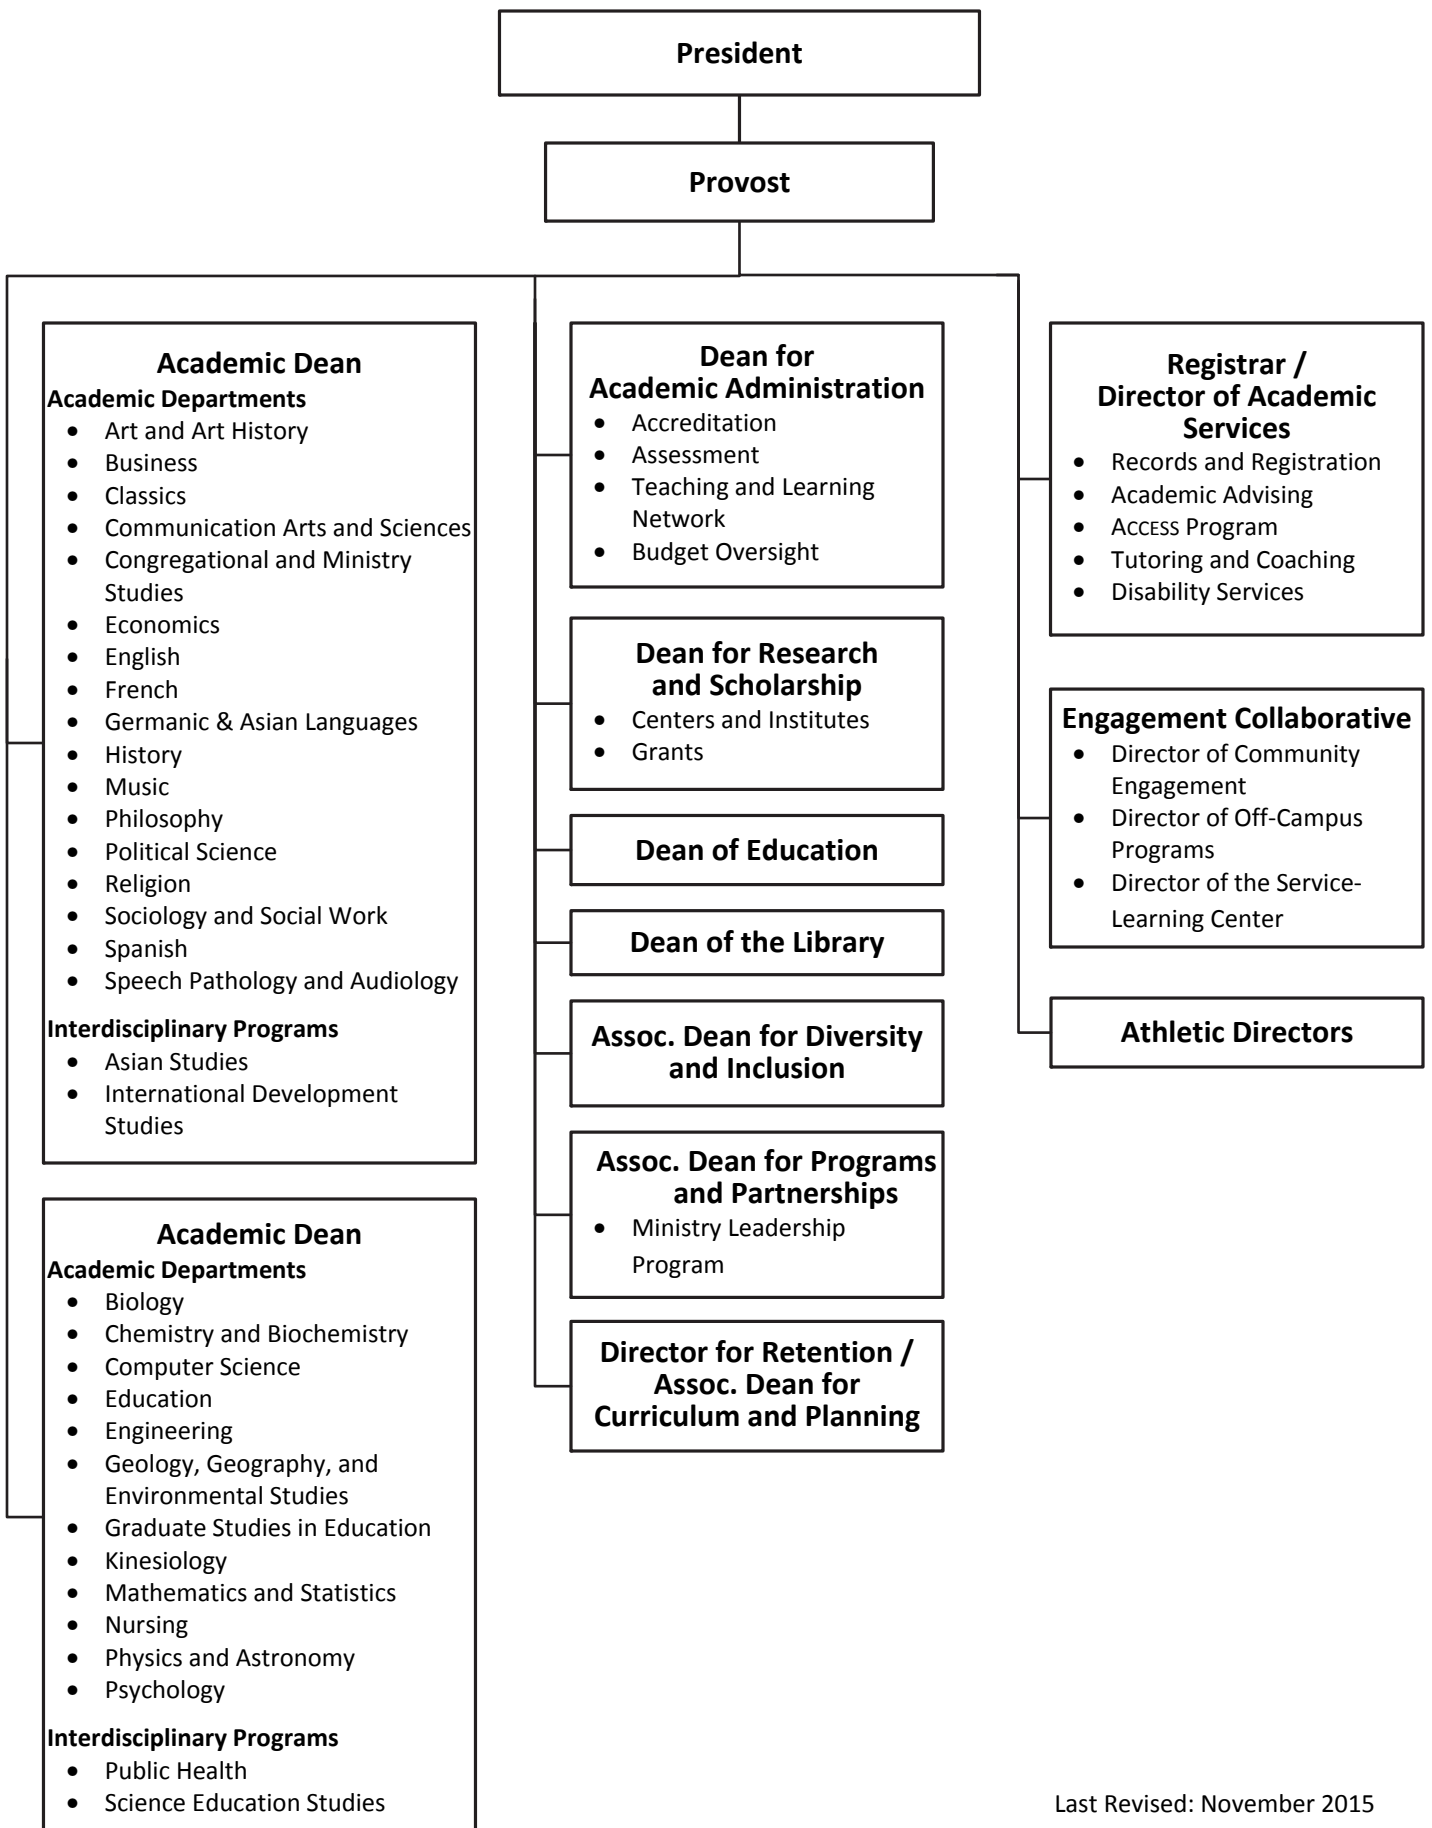 President
Provost
Academic Dean
Academic Departments
• Art and Art History
• Business
• Classics
• Communication Arts and Sciences
• Congregational and Ministry
Studies
• Economics
• English
• French
• Germanic & Asian Languages
• History
• Music
• Philosophy
• Political Science
• Religion
• Sociology and Social Work
• Spanish
• Speech Pathology and Audiology
Interdisciplinary Programs
• Asian Studies
• International Development
Studies
Academic Dean
Academic Departments
• Biology
• Chemistry and Biochemistry
• Computer Science
• Education
• Engineering
• Geology, Geography, and
Environmental Studies
• Graduate Studies in Education
• Kinesiology
• Mathematics and Statistics
• Nursing
• Physics and Astronomy
• Psychology
Interdisciplinary Programs
• Public Health
• Science Education Studies
Dean for
Academic Administration
• Accreditation
• Assessment
• Teaching and Learning
Network
• Budget Oversight
Dean for Research
and Scholarship
• Centers and Institutes
• Grants
Dean of Education
Dean of the Library
Assoc. Dean for Diversity
and Inclusion
Assoc. Dean for Programs
and Partnerships
• Ministry Leadership
Program
Director for Retention /
Assoc. Dean for
Curriculum and Planning
Registrar /
Director of Academic
Services
• Records and Registration
• Academic Advising
• ACCESS Program
• Tutoring and Coaching
• Disability Services
Engagement Collaborative
• Director of Community
Engagement
• Director of Off-Campus
Programs
• Director of the Service-
Learning Center
Athletic Directors
Last Revised: November 2015